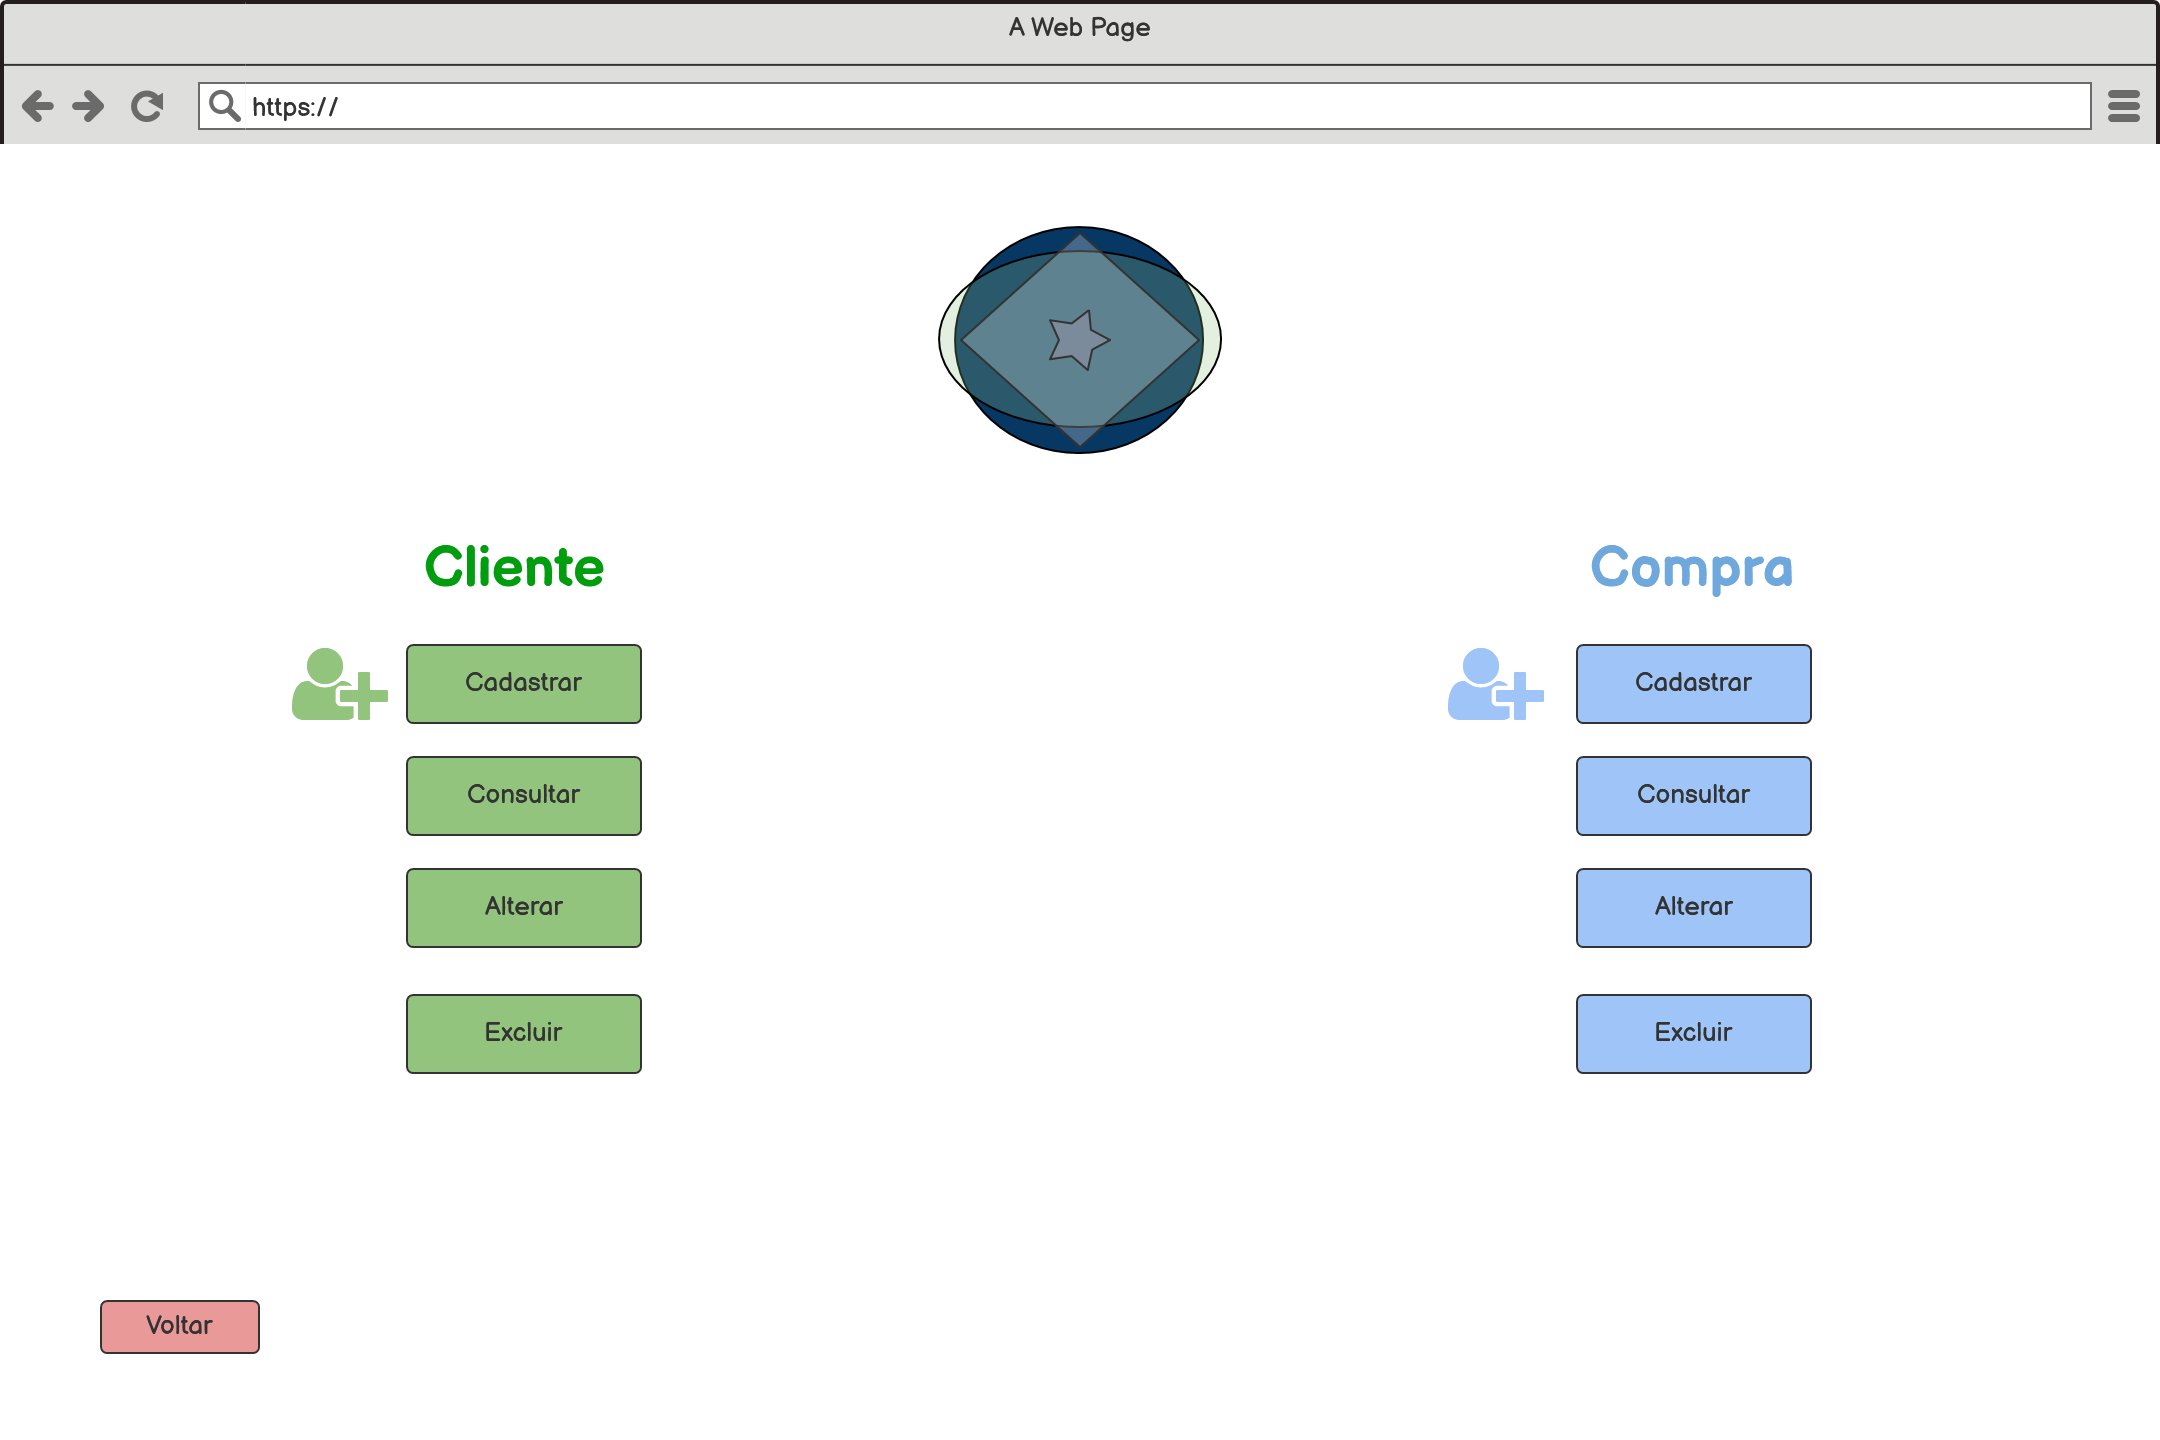 A Web Page
https://
Cliente
Cadastrar
Consultar
Alterar
Excluir
Compra
Cadastrar
Consultar
Alterar
Excluir
Voltar